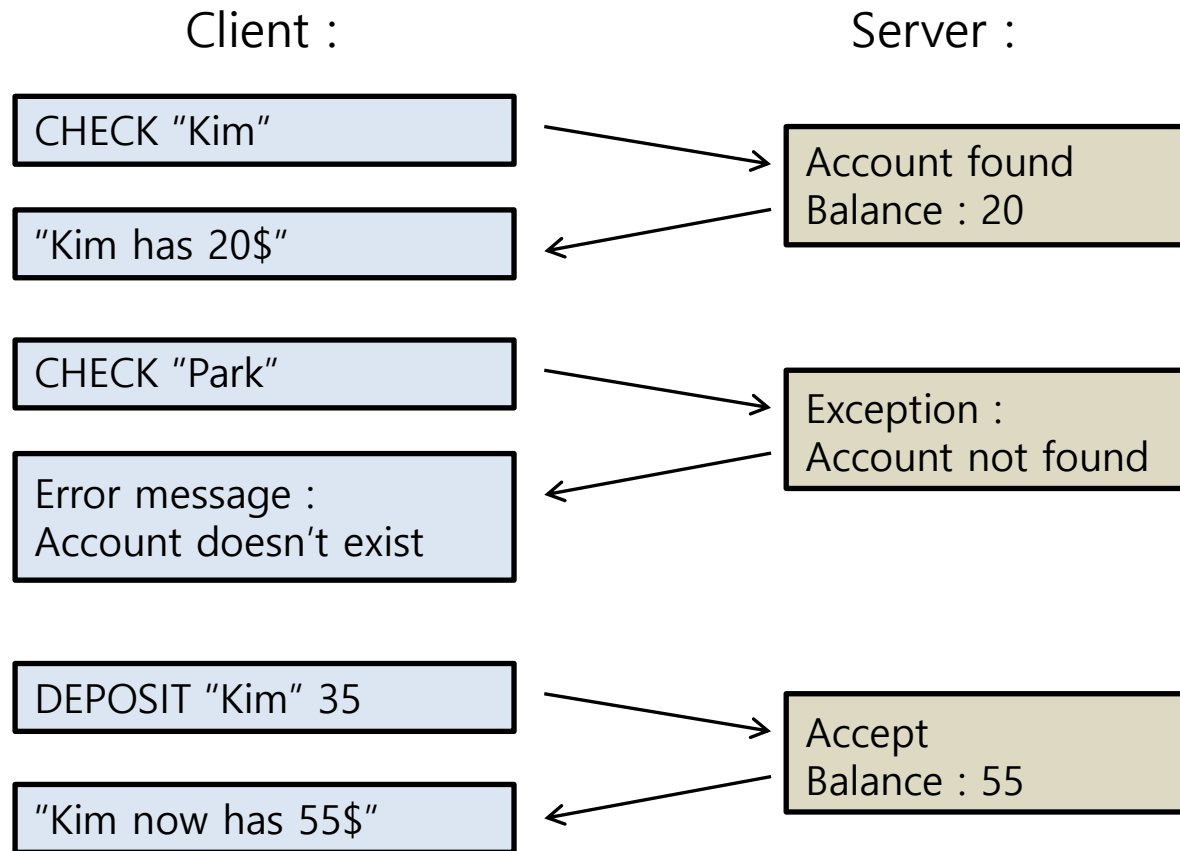 Client :
Server :
CHECK "Kim"
Account found
Balance : 20
"Kim has 20$"
CHECK "Park"
Exception :
Account not found
Error message :
Account doesn't exist
DEPOSIT "Kim" 35
Accept
Balance : 55
"Kim now has 55$"